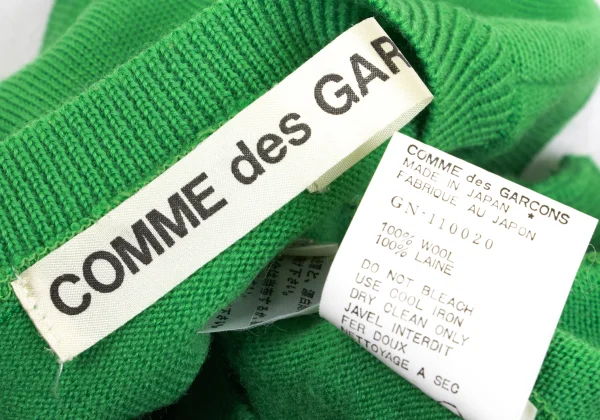 COMME des GAR
COMME des GARCONS
MADE IN JAPAN *
FABRIQUE AU JAPON
GN-110020
100% WOOL
100% LAINE
DO NOT BLEACH
USE COOL IRON
DRY CLEAN ONLY
JAVEL INTERDIT
FER DOUX
NETTOYAGE A SEC